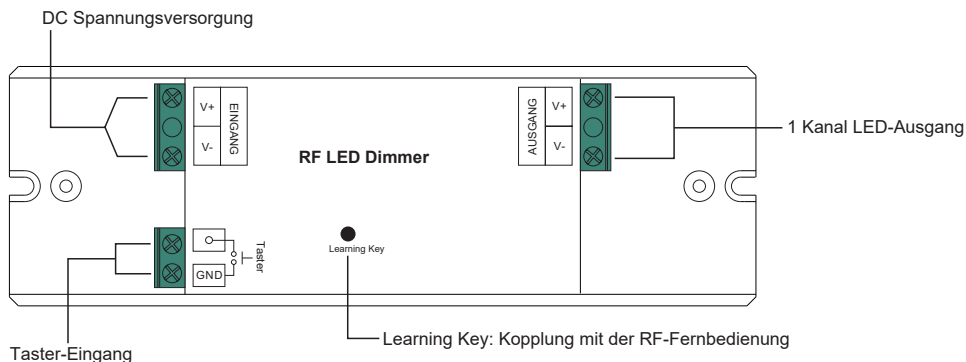 DC Spannungsversorgung
V+
V-
EINGANG
AUSGANG
V+
V-
1 Kanal LED-Ausgang
RF LED Dimmer
Learning Key
Taster
GND
Learning Key: Kopplung mit der RF-Fernbedienung
Taster-Eingang